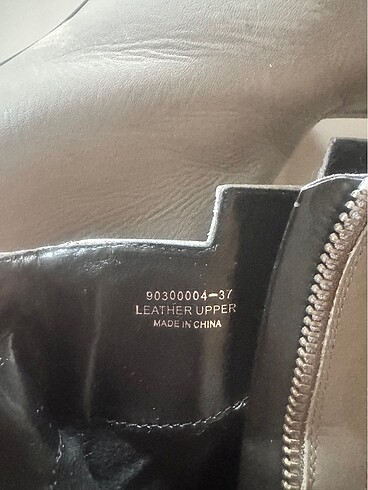 90300004-37
LEATHER UPPER
MADE IN CHINA